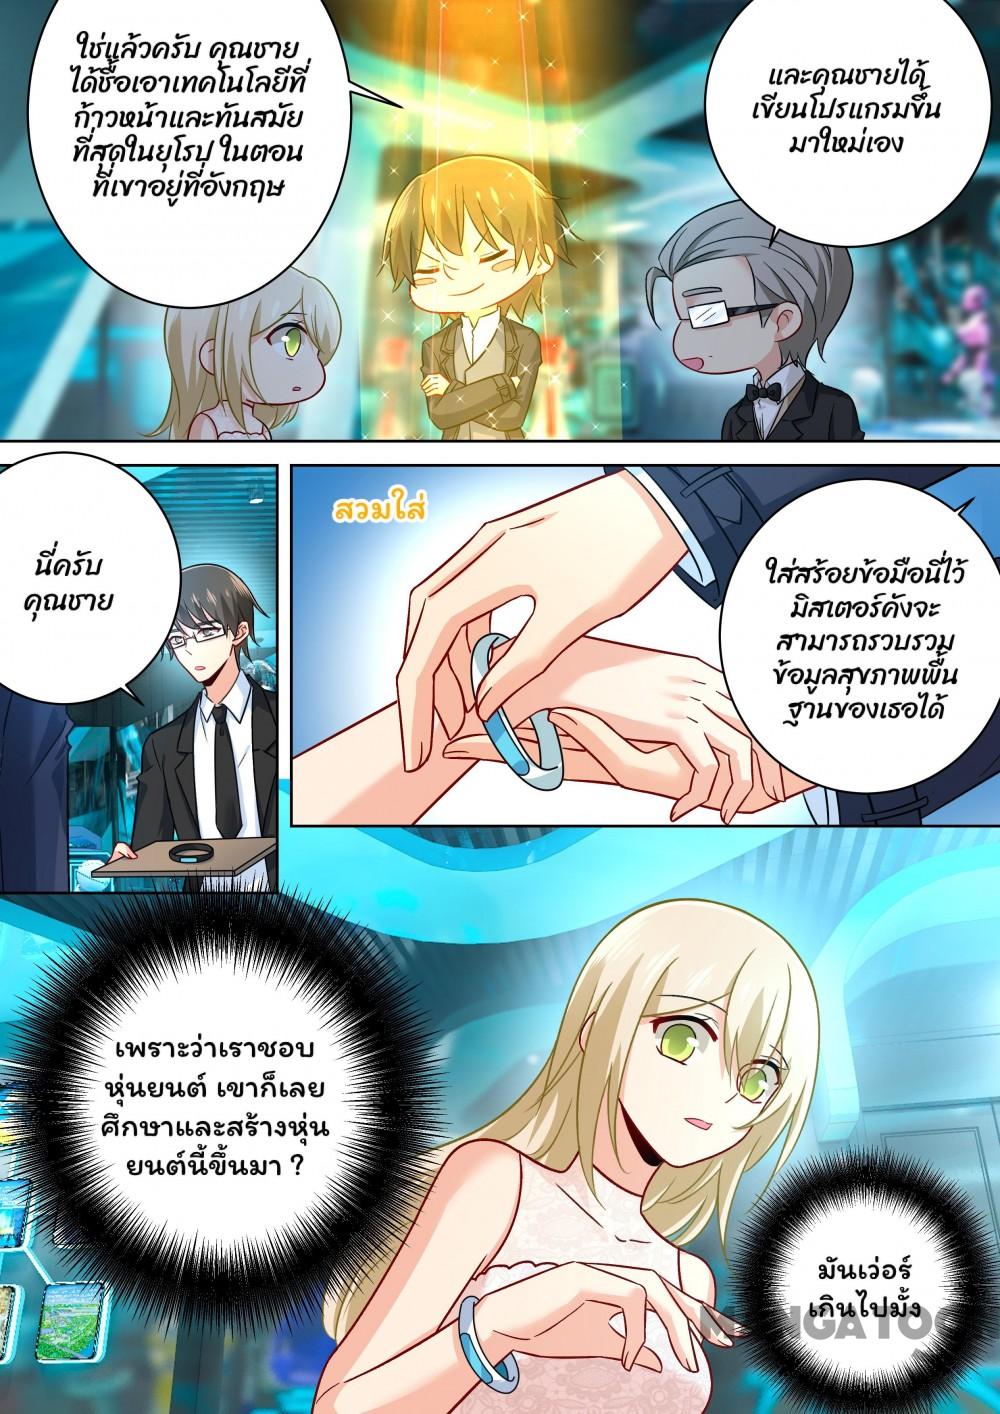 ใช่แล้วครับ คุณชาย
ได้ซื้อเอาเทคโนโลยีที่
ก้าวหน้าและทันสมัย
ที่สุดในยุโรป ในตอน
ที่เขาอยู่ที่อังกฤษ
และคุณชายได้
เขียนโปรแกรมขึ้น
มาใหม่เอง
นี่ครับ
คุณชาย
สวมใส่
ใส่สร้อยข้อมือนี่ไว้
มิสเตอร์คังจะ
สามารถรวบรวม
ข้อมูลสุขภาพพื้น
ฐานของเธอได้
เพราะว่าเราชอบ
หุ่นยนต์ เขาก็เลย
ศึกษาและสร้างหุ่น
ยนต์นี้ขึ้นมา ?
มันเว่อร์
เกินไปมั้ง
MANGATOON